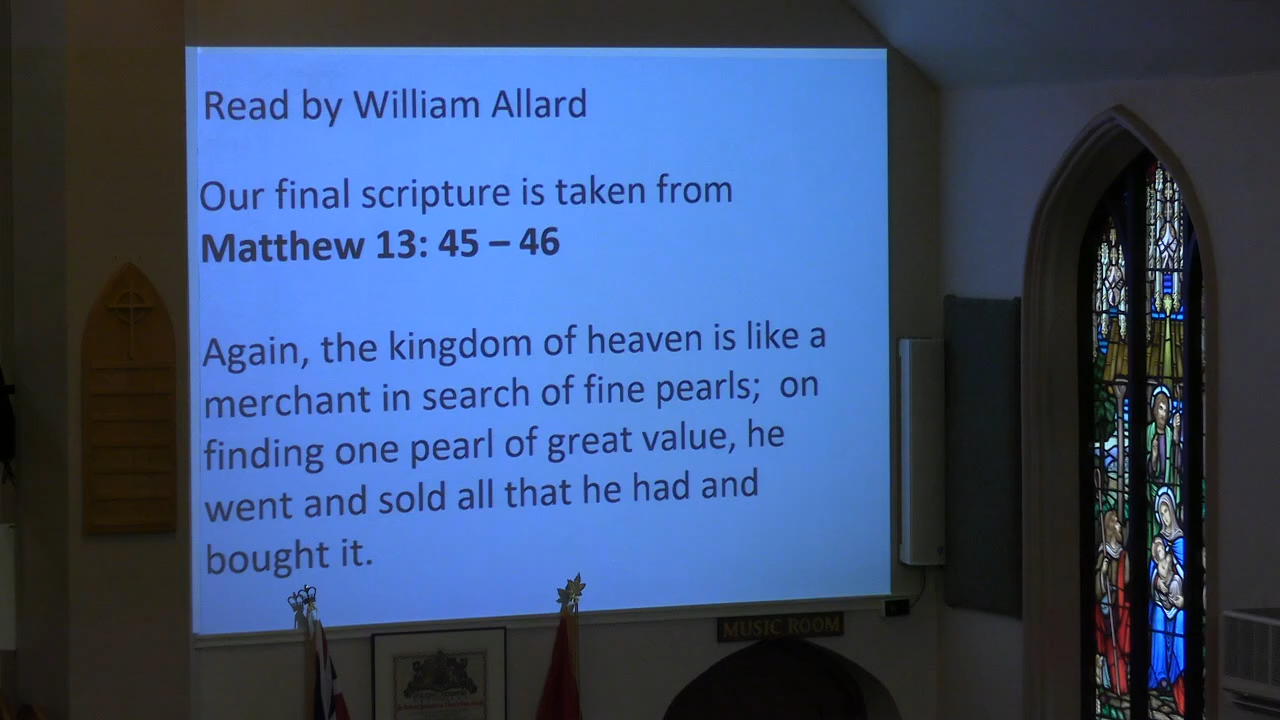 Read by William Allard
Our final scripture is taken from
Matthew 13: 45 – 46
Again, the kingdom of heaven is like a
merchant in search of fine pearls;  on
finding one pearl of great value, he
went and sold all that he had and
bought it.
MUSIC ROOM